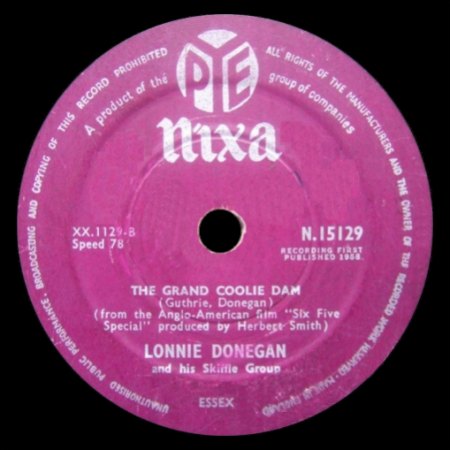 UNAUTHORISED PUBLIC PERFORMANCE, BROADCASTING AND COPYING OF THIS RECORD PROHIBITED
ALL RIGHTS OF THE MANUFACTURERS AND THE OWNER OF THE RECORDED WORK RESERVED · MADE IN ENGLAND
A product of the
PYE
group of companies
Nixa
XX.1129-B
Speed 78
N.15129
RECORDING FIRST
PUBLISHED 1958.
THE GRAND COOLIE DAM
(Guthrie, Donegan)
(from the Anglo-American film "Six Five
Special" produced by Herbert Smith)
LONNIE DONEGAN
and his Skiffle Group
ESSEX